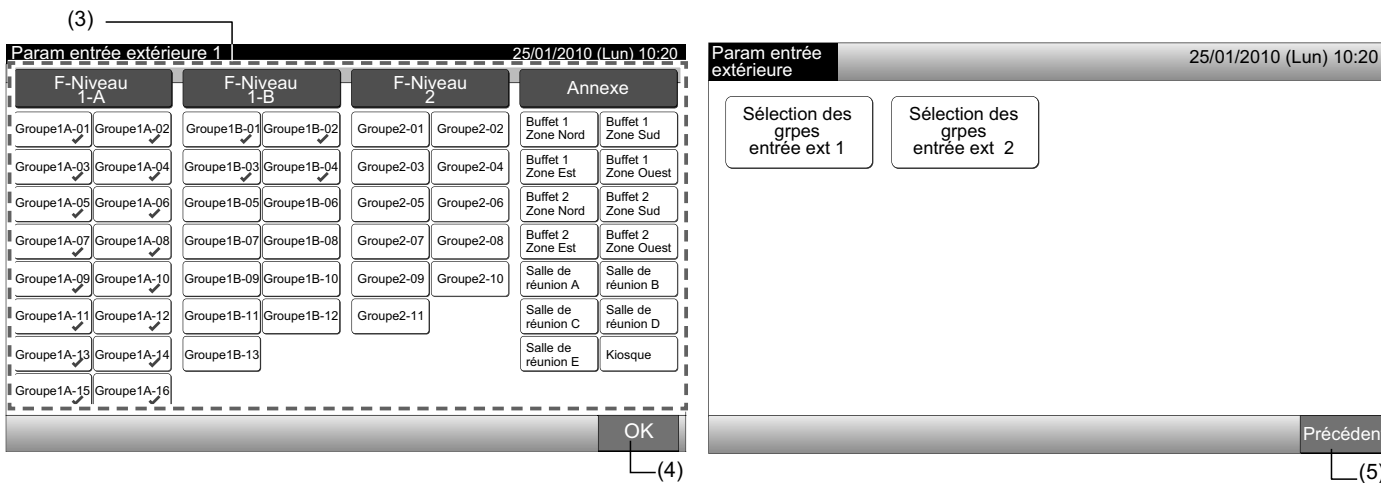 (3)
Param entrée extérieure 1 25/01/2010 (Lun) 10:20
F-Niveau
1-A
F-Niveau
1-B
F-Niveau
2
Annexe
Groupe1A-01 Groupe1A-02 Groupe1B-01 Groupe1B-02 Groupe2-01 Groupe2-02
Buffet 1
Zone Nord
Buffet 1
Zone Sud
Groupe1A-03 Groupe1A-04 Groupe1B-03 Groupe1B-04 Groupe2-03 Groupe2-04
Buffet 1
Zone Est
Buffet 1
Zone Ouest
Groupe1A-05 Groupe1A-06 Groupe1B-05 Groupe1B-06 Groupe2-05 Groupe2-06
Buffet 2
Zone Nord
Buffet 2
Zone Sud
Groupe1A-07 Groupe1A-08 Groupe1B-07 Groupe1B-08 Groupe2-07 Groupe2-08
Buffet 2
Zone Est
Buffet 2
Zone Ouest
Groupe1A-09 Groupe1A-10 Groupe1B-09 Groupe1B-10 Groupe2-09 Groupe2-10
Salle de
réunion A
Salle de
réunion B
Groupe1A-11 Groupe1A-12 Groupe1B-11 Groupe1B-12 Groupe2-11
Salle de
réunion C
Salle de
réunion D
Groupe1A-13 Groupe1A-14 Groupe1B-13
Salle de
réunion E
Kiosque
Groupe1A-15 Groupe1A-16
OK
(4)
Param entrée
extérieure
25/01/2010 (Lun) 10:20
Sélection des
grpes
entrée ext 1
Sélection des
grpes
entrée ext 2
Précéden
(5)